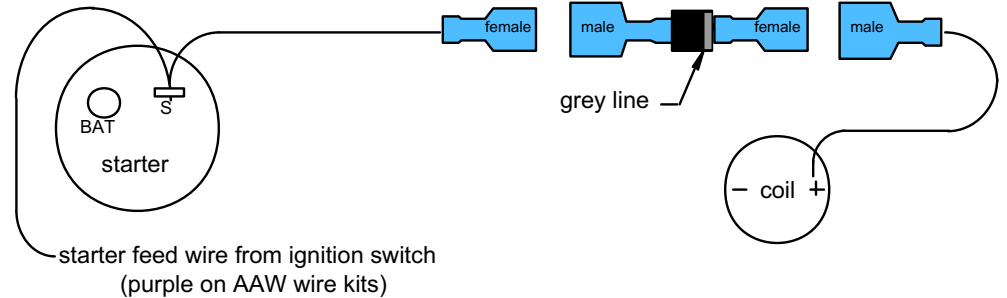 female
male
female
male
grey line
S
BAT
starter
− coil +
starter feed wire from ignition switch
(purple on AAW wire kits)